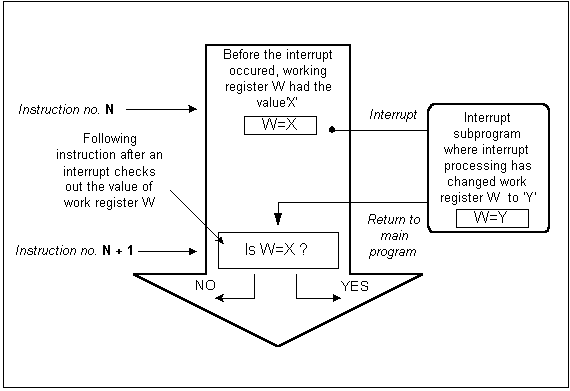 Before the interrupt
occured, working
register W had the
value'X'
W=X
Instruction no. N
Following
instruction after an
interrupt checks
out the value of
work register W
Instruction no. N + 1
Interrupt
Interrupt
subprogram
where interrupt
processing has
changed work
register W to 'Y'
W=Y
Return to
main
program
Is W=X ?
NO
YES